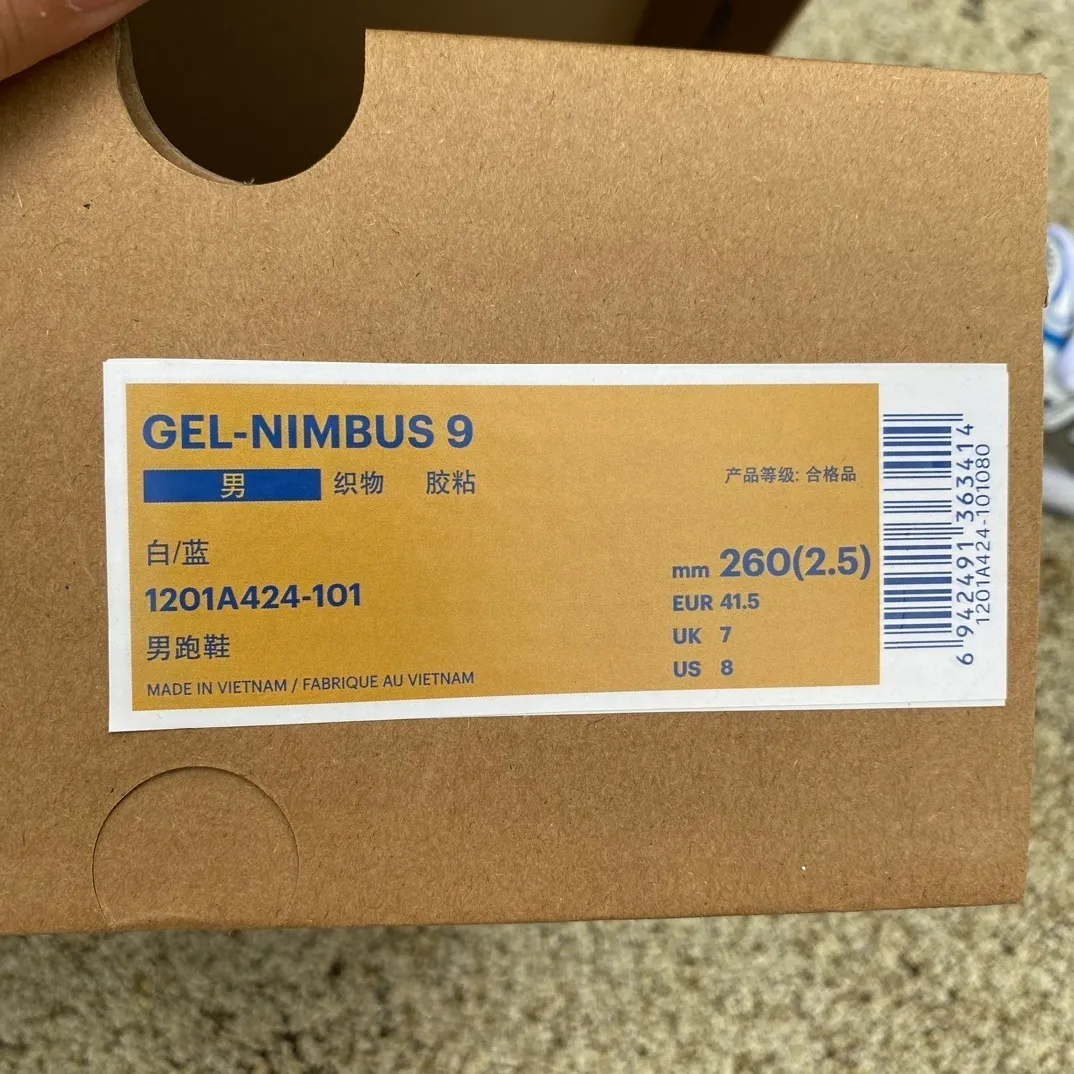 GEL-NIMBUS 9
男 织物 胶粘
产品等级: 合格品
白/蓝
1201A424-101
男跑鞋
MADE IN VIETNAM / FABRIQUE AU VIETNAM
mm 260(2.5)
EUR 41.5
UK 7
US 8
6 942491 363414
1201A424-101080